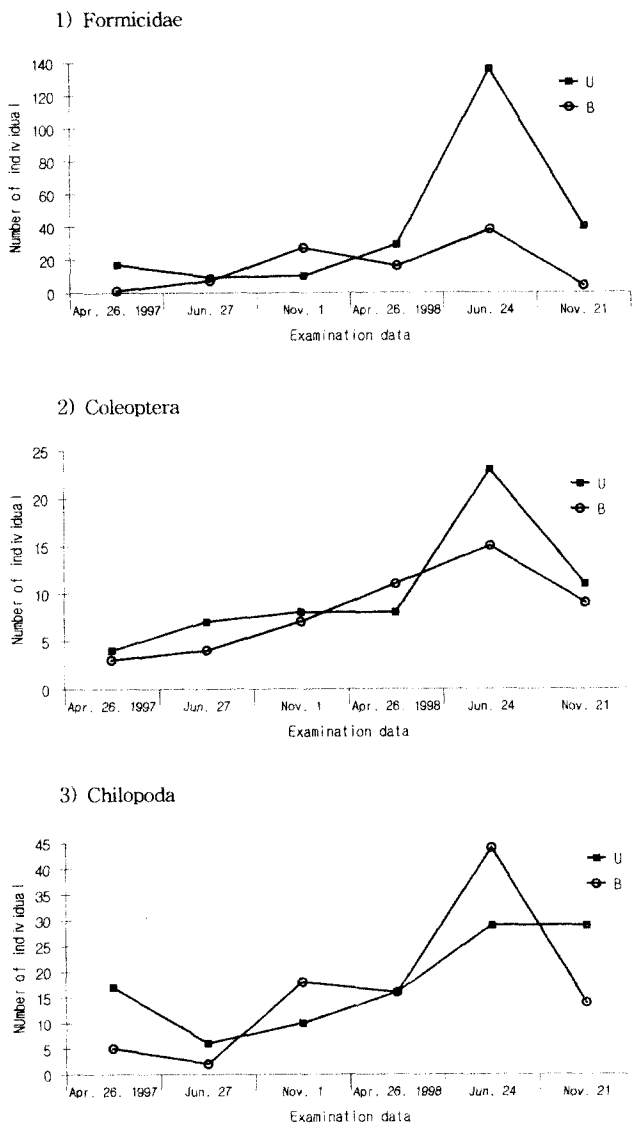 1) Formicidae
140
120
100
80
60
40
20
0
Number of individual
U
B
Apr. 26. 1997 Jun. 27 Nov. 1 Apr. 26. 1998 Jun. 24 Nov. 21
Examination data
2) Coleoptera
25
20
15
10
5
0
Number of individual
U
B
Apr. 26. 1997 Jun. 27 Nov. 1 Apr. 26. 1998 Jun. 24 Nov. 21
Examination data
3) Chilopoda
45
40
35
30
25
20
15
10
5
0
NUmber of individual
U
B
Apr. 26. 1997 Jun. 27 Nov. 1 Apr. 26. 1998 Jun. 24 Nov. 21
Examination data